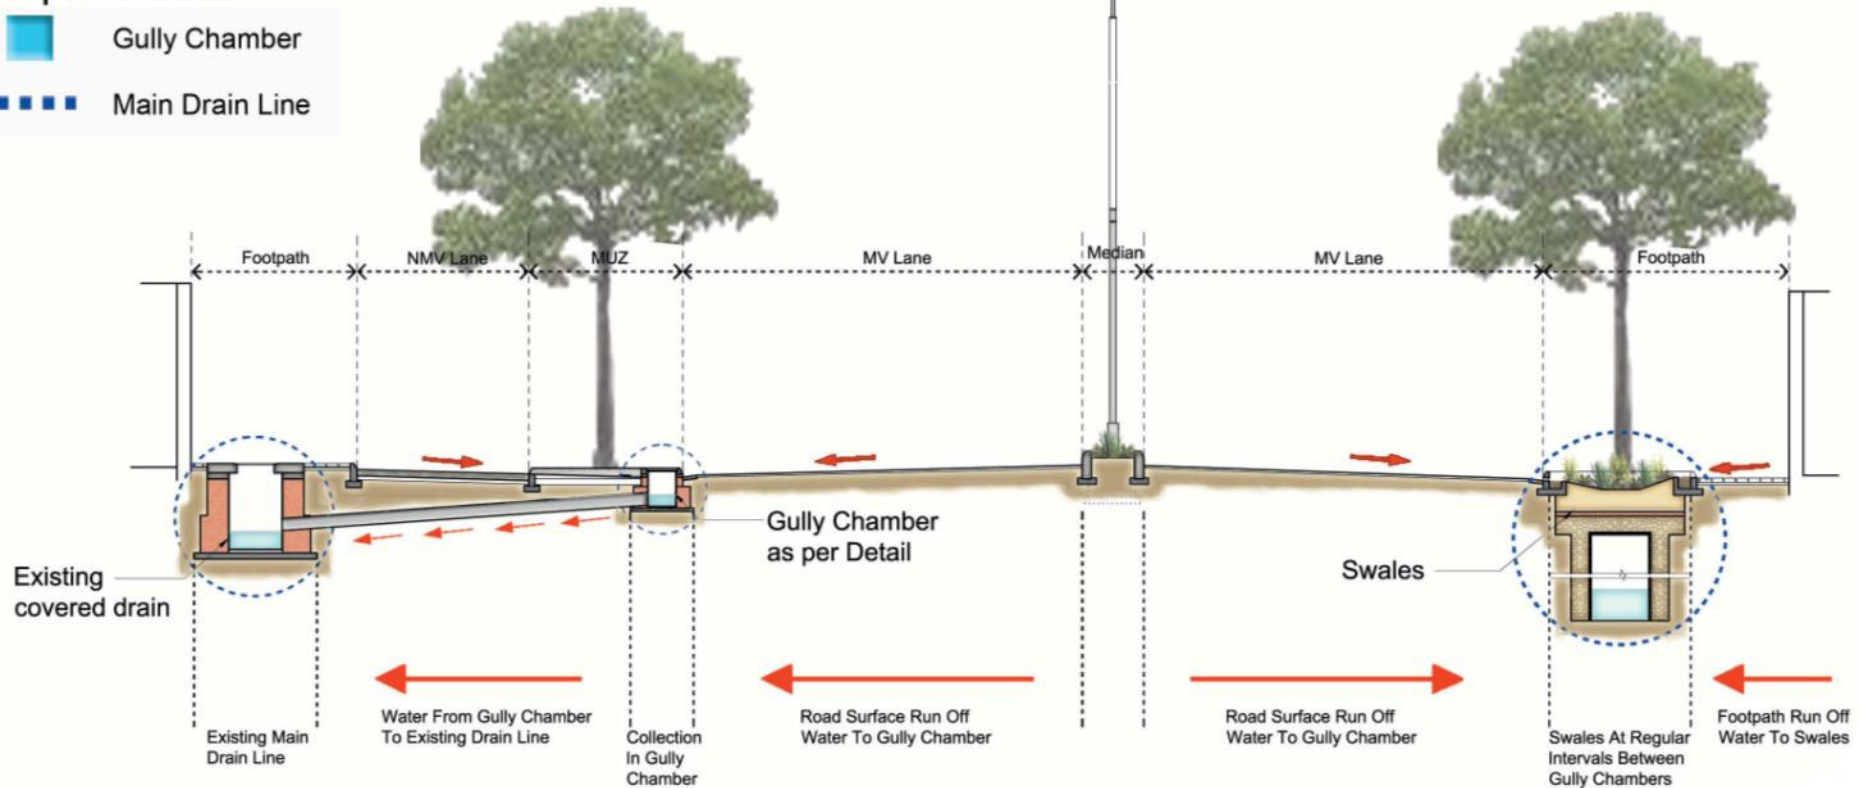 Gully Chamber
Main Drain Line
Footpath
NMV Lane
MUZ
MV Lane
Median
MV Lane
Footpath
Gully Chamber
as per Detail
Existing
covered drain
Swales
Existing Main
Drain Line
Water From Gully Chamber
To Existing Drain Line
Collection
In Gully
Chamber
Road Surface Run Off
Water To Gully Chamber
Road Surface Run Off
Water To Gully Chamber
Swales At Regular
Intervals Between
Gully Chambers
Footpath Run Off
Water To Swales